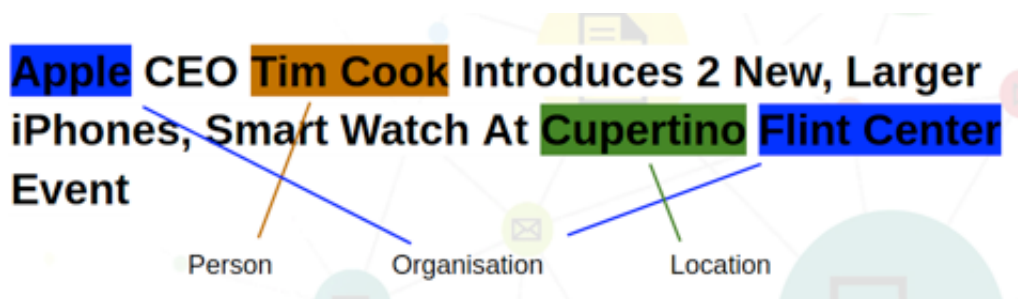 Apple CEO Tim Cook Introduces 2 New, Larger
iPhones, Smart Watch At Cupertino Flint Center
Event
Person Organisation Location